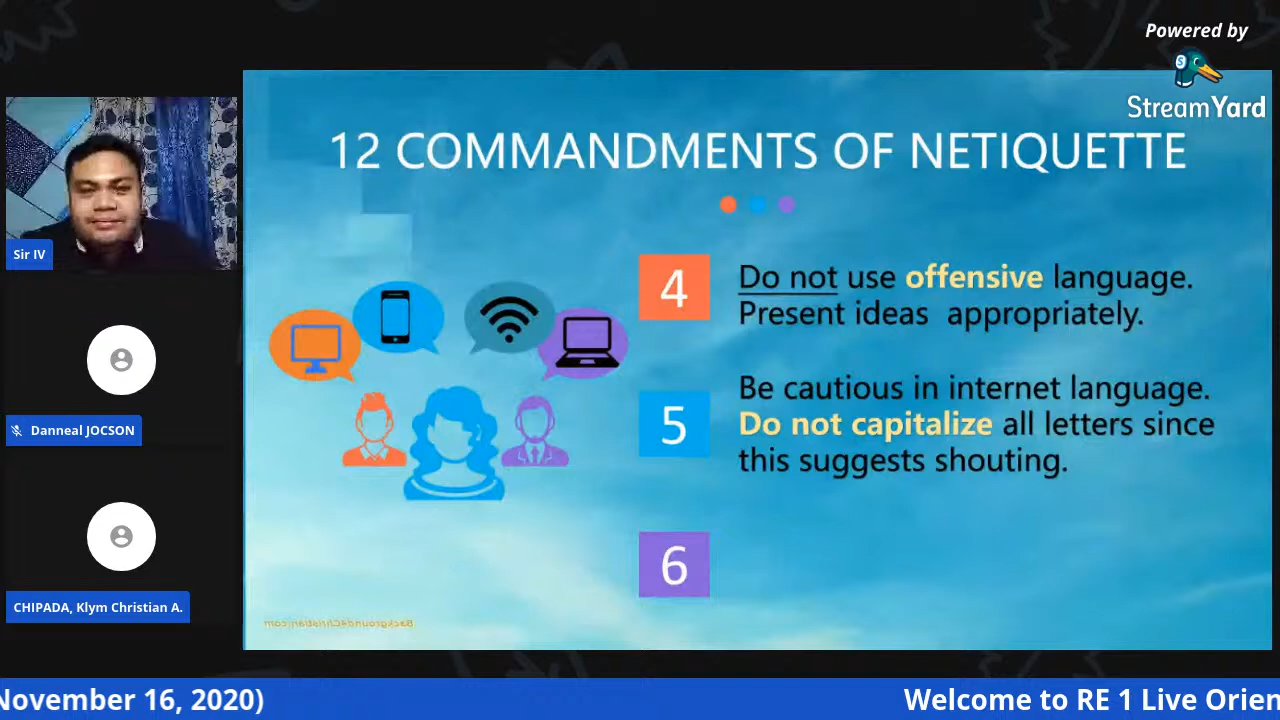 Powered by
StreamYard
12 COMMANDMENTS OF NETIQUETTE
Sir IV
Danneal JOCSON
CHIPADA, Klym Christian A.
4
Do not use offensive language.
Present ideas appropriately.
5
Be cautious in internet language.
Do not capitalize all letters since
this suggests shouting.
6
Background4Christian.com
November 16, 2020)
Welcome to RE 1 Live Orien